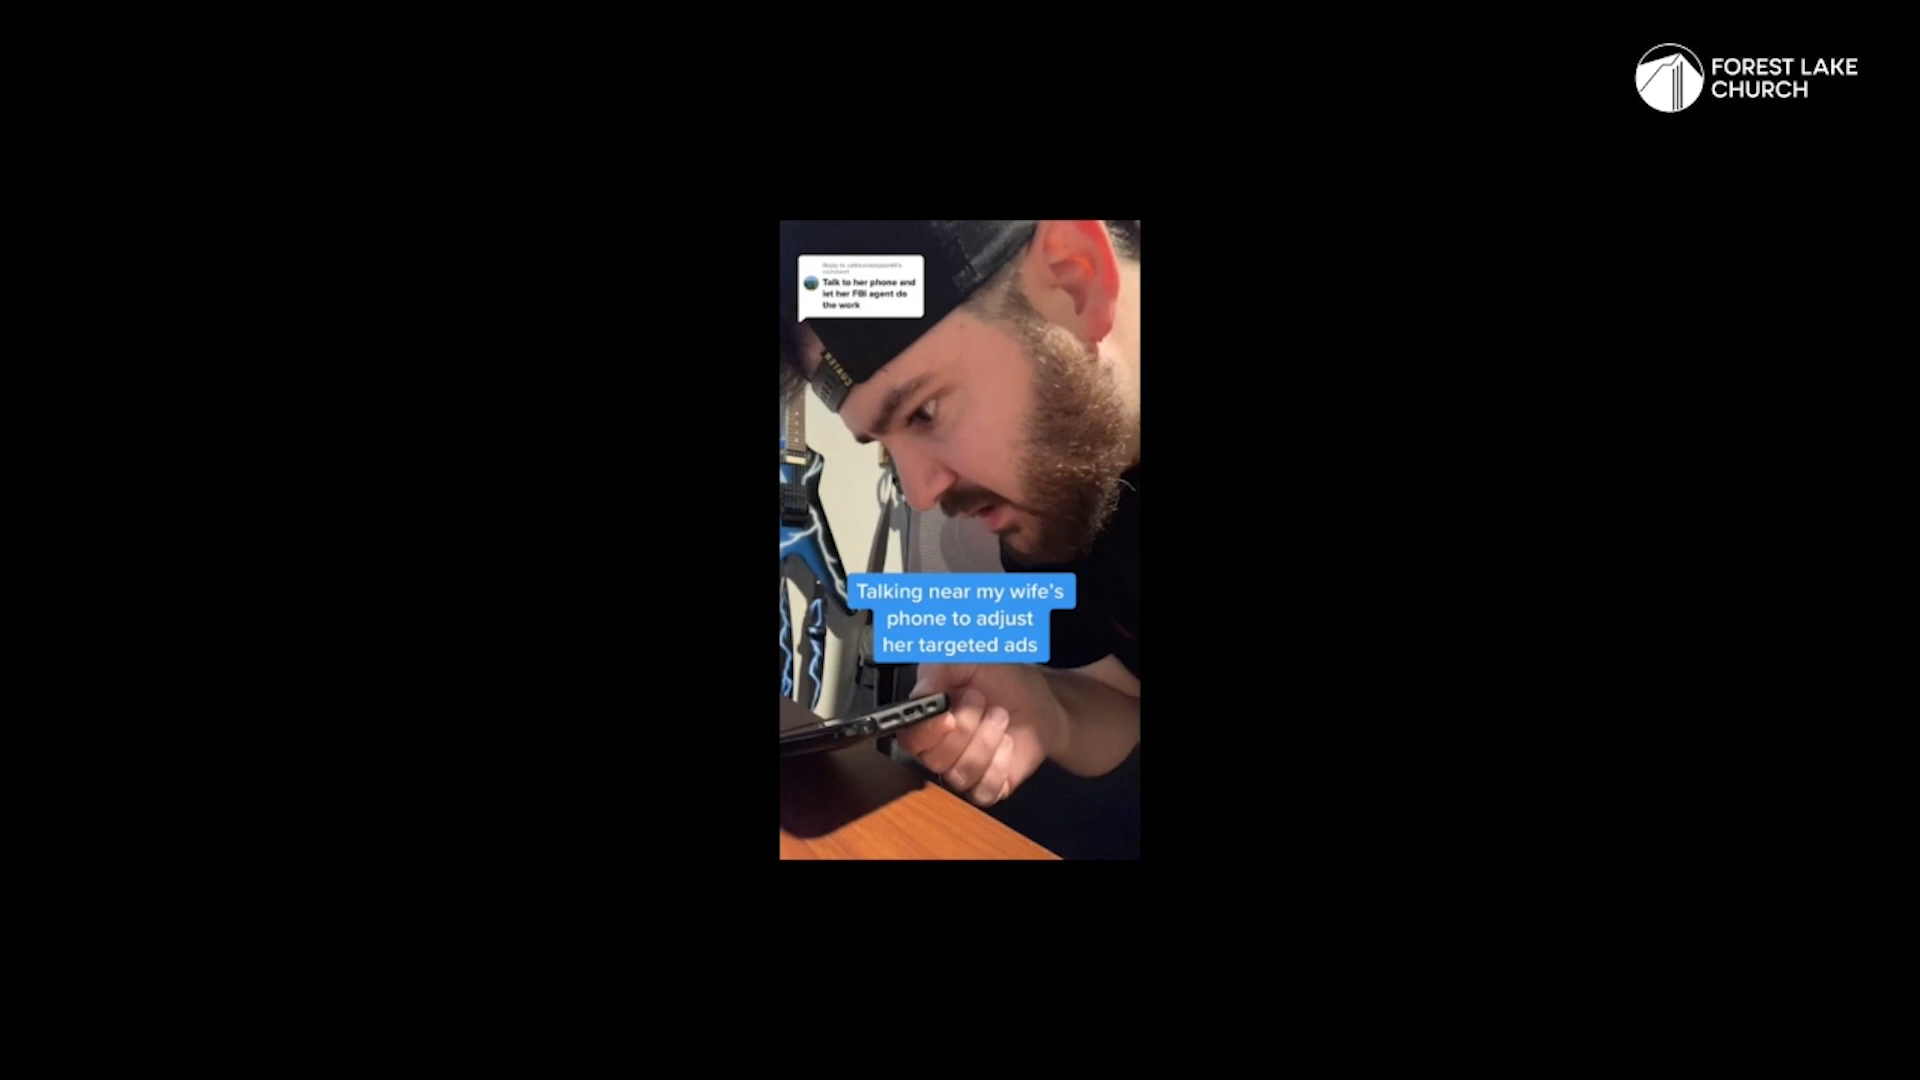 FOREST LAKE
CHURCH
comment
Talk to her phone and
let her FBI agent do
the work
Talking near my wife's
phone to adjust
her targeted ads